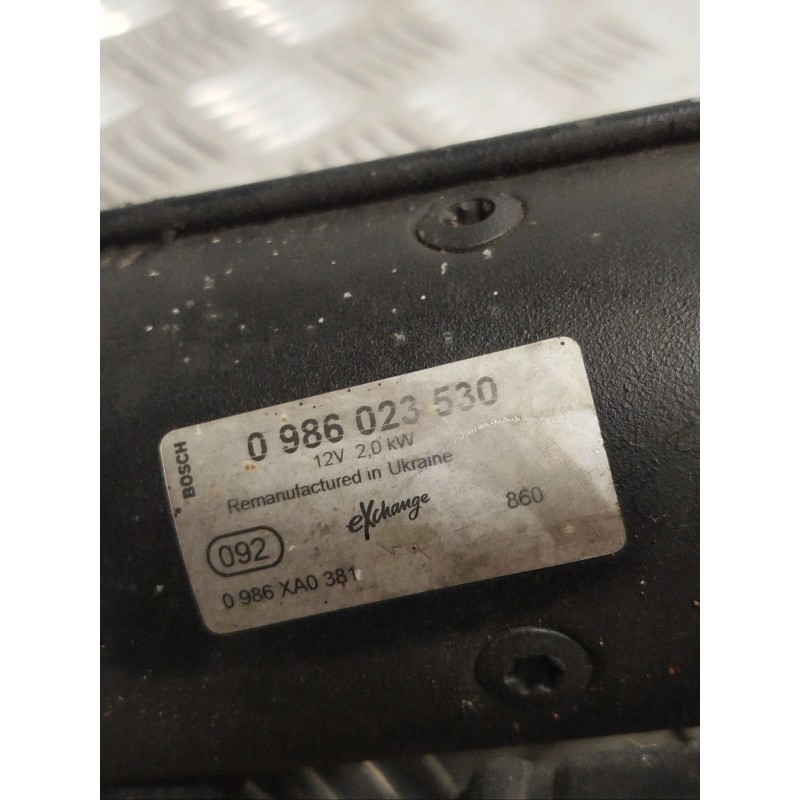 BOSCH
0 986 023 530
12V 2,0 kW
Remanufactured in Ukraine
eXchange
860
092
0 986 XA0 381